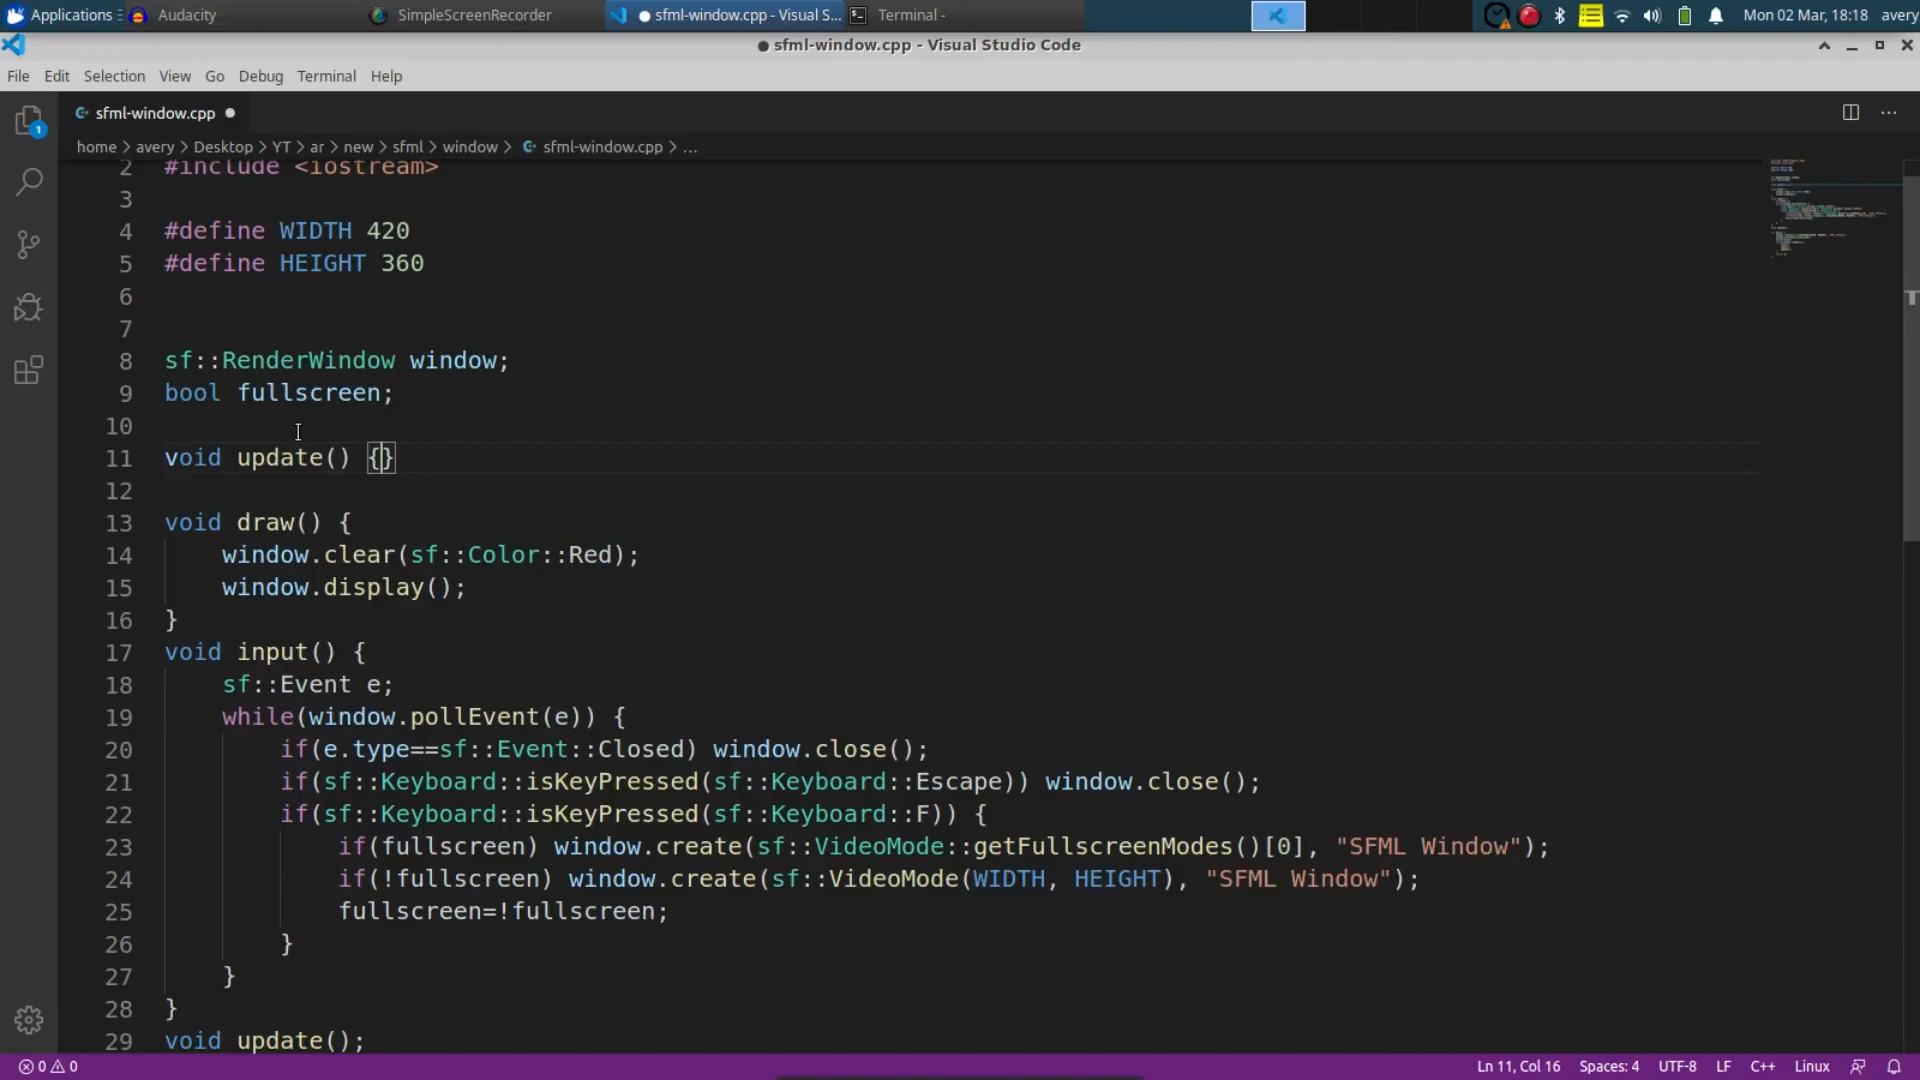 Applications Audacity SimpleScreenRecorder sfml-window.cpp - Visual S... Terminal - Mon 02 Mar, 18:18 avery
sfml-window.cpp - Visual Studio Code
File Edit Selection View Go Debug Terminal Help
sfml-window.cpp
home > avery > Desktop > YT > ar > new > sfml > window > sfml-window.cpp > ...
1
2 #include <iostream>
3
4 #define WIDTH 420
5 #define HEIGHT 360
6
7
8 sf::RenderWindow window;
9 bool fullscreen;
10
11 void update() {}
12
13 void draw() {
14 window.clear(sf::Color::Red);
15 window.display();
16 }
17 void input() {
18 sf::Event e;
19 while(window.pollEvent(e)) {
20 if(e.type==sf::Event::Closed) window.close();
21 if(sf::Keyboard::isKeyPressed(sf::Keyboard::Escape)) window.close();
22 if(sf::Keyboard::isKeyPressed(sf::Keyboard::F)) {
23 if(fullscreen) window.create(sf::VideoMode::getFullscreenModes()[0], "SFML Window");
24 if(!fullscreen) window.create(sf::VideoMode(WIDTH, HEIGHT), "SFML Window");
25 fullscreen=!fullscreen;
26 }
27 }
28 }
29 void update();
0 0 Ln 11, Col 16 Spaces: 4 UTF-8 LF C++ Linux